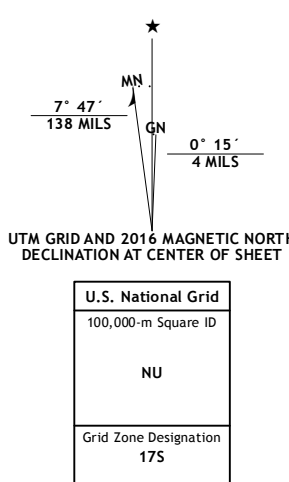 ★
MN
7° 47´
138 MILS
GN
0° 15´
4 MILS
UTM GRID AND 2016 MAGNETIC NORTH
DECLINATION AT CENTER OF SHEET
U.S. National Grid
100,000-m Square ID
NU
Grid Zone Designation
17S